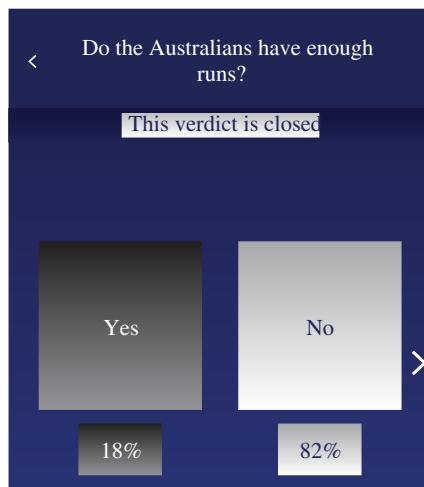 Do the Australians have enough
runs?
This verdict is closed
Yes
No
18%
82%